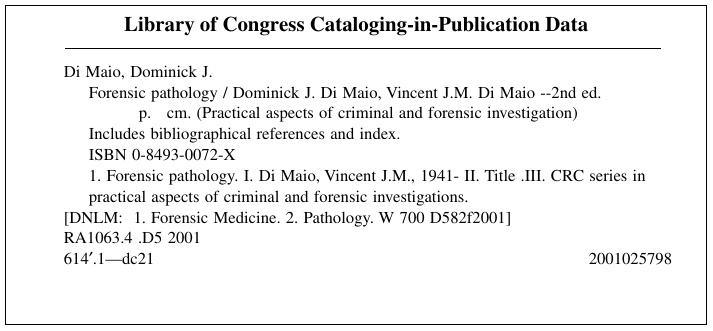 Library of Congress Cataloging-in-Publication Data
Di Maio, Dominick J.
Forensic pathology / Dominick J. Di Maio, Vincent J.M. Di Maio --2nd ed.
p. cm. (Practical aspects of criminal and forensic investigation)
Includes bibliographical references and index.
ISBN 0-8493-0072-X
1. Forensic pathology. I. Di Maio, Vincent J.M., 1941- II. Title .III. CRC series in
practical aspects of criminal and forensic investigations.
[DNLM: 1. Forensic Medicine. 2. Pathology. W 700 D582f2001]
RA1063.4 .D5 2001
614′.1—dc21 2001025798